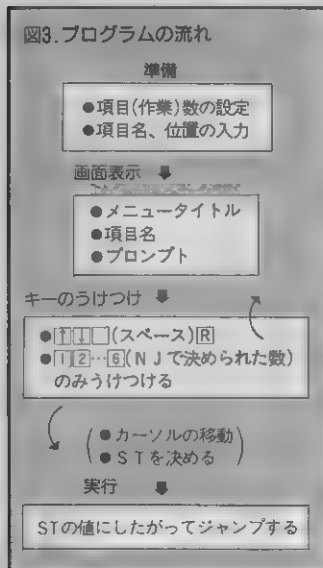 図3.プログラムの流れ
準備
●項目(作業)数の設定
●項目名、位置の入力
画面表示
●メニュータイトル
●項目名
●プロンプト
キーのうけつけ
●↑↓□(スペース)R
●12…6(NJで決められた数)
のみうけつける
●カーソルの移動
●STを決める
実行
STの値にしたがってジャンプする